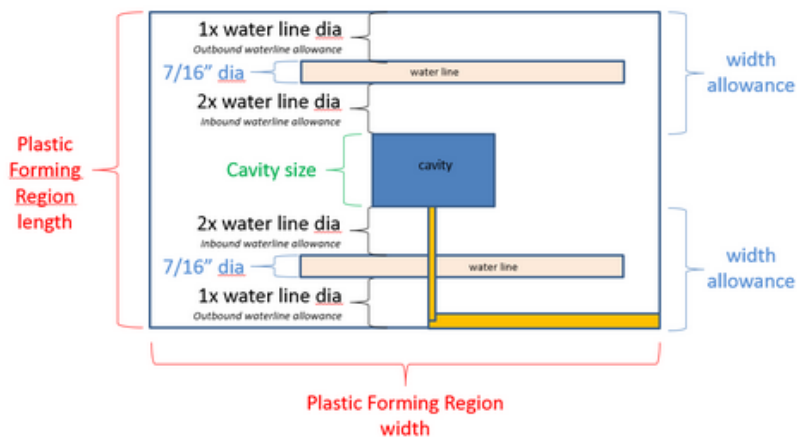 1x water line dia
Outbound waterline allowance
7/16” dia
water line
width
allowance
2x water line dia
Inbound waterline allowance
Plastic
Forming
Region
length
Cavity size
cavity
2x water line dia
Inbound waterline allowance
7/16” dia
water line
width
allowance
1x water line dia
Outbound waterline allowance
Plastic Forming Region
width